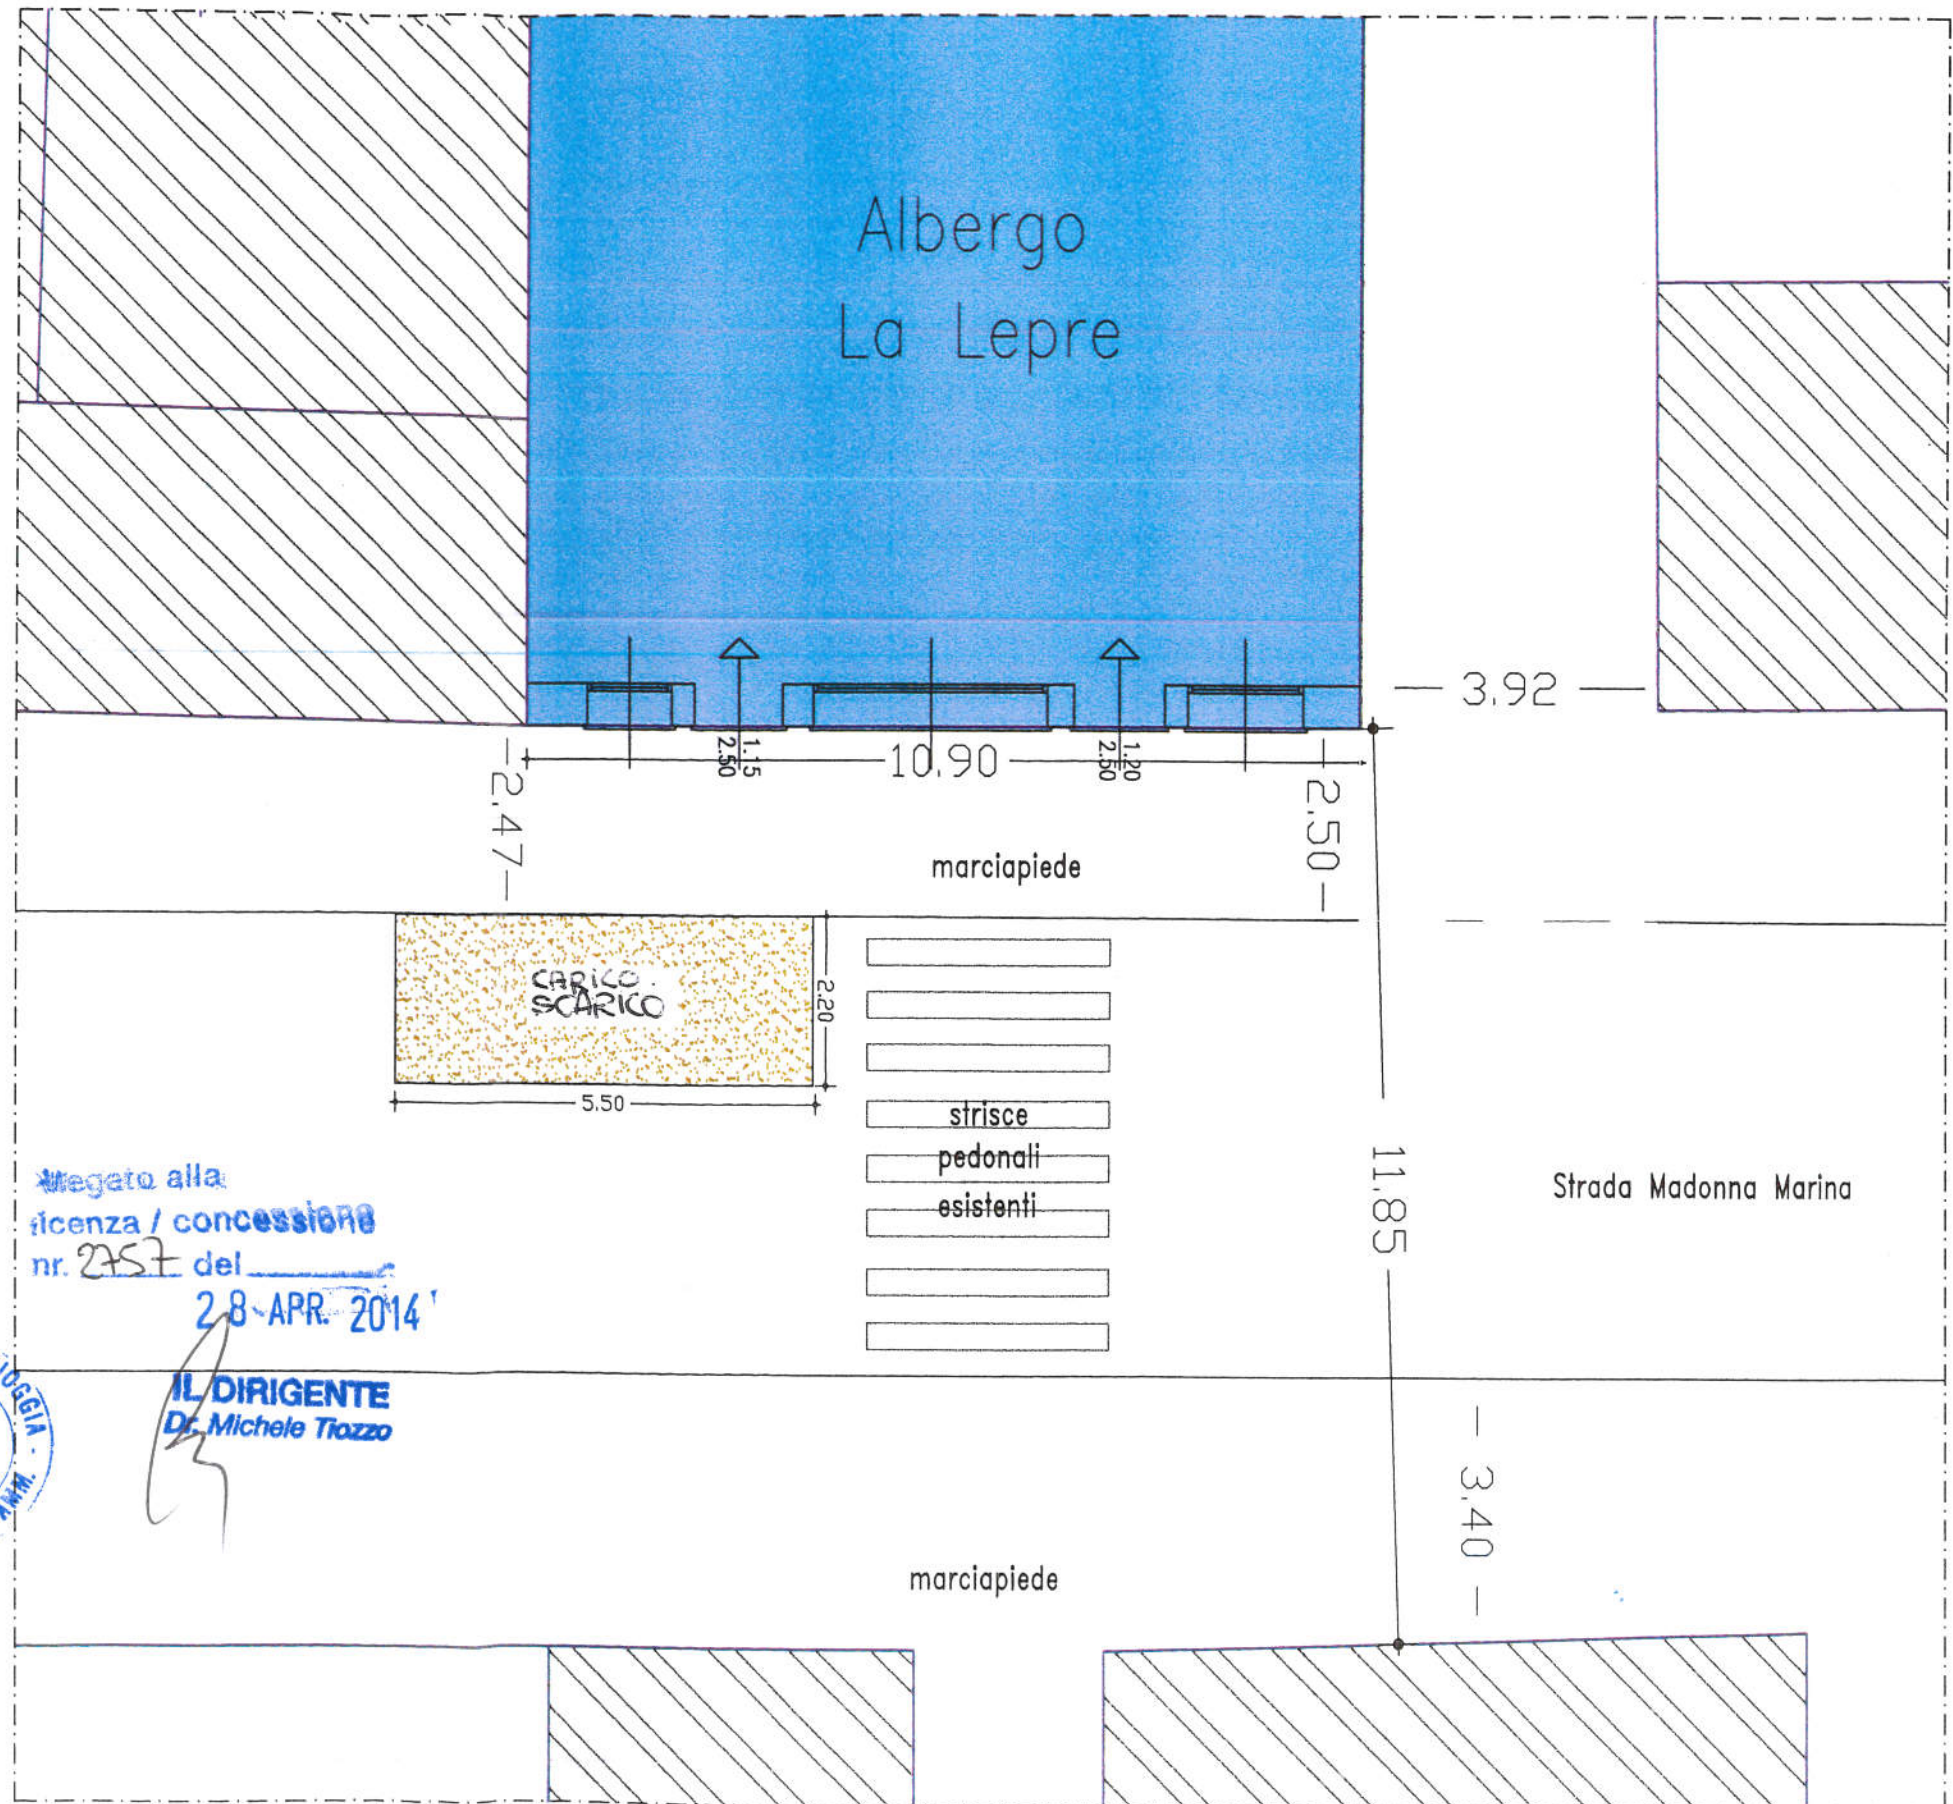 Albergo
La Lepre
3.92
1.15
2.50
10.90
1.20
2.50
2.47
2.50
marciapiede
CARICO
SCARICO
2.20
5.50
strisce
pedonali
esistenti
11.85
Strada Madonna Marina
alla
licenza / concessione
nr. 2757 del
28 APR. 2014
IL DIRIGENTE
Dr. Michele Tiozzo
AMM.
3.40
marciapiede